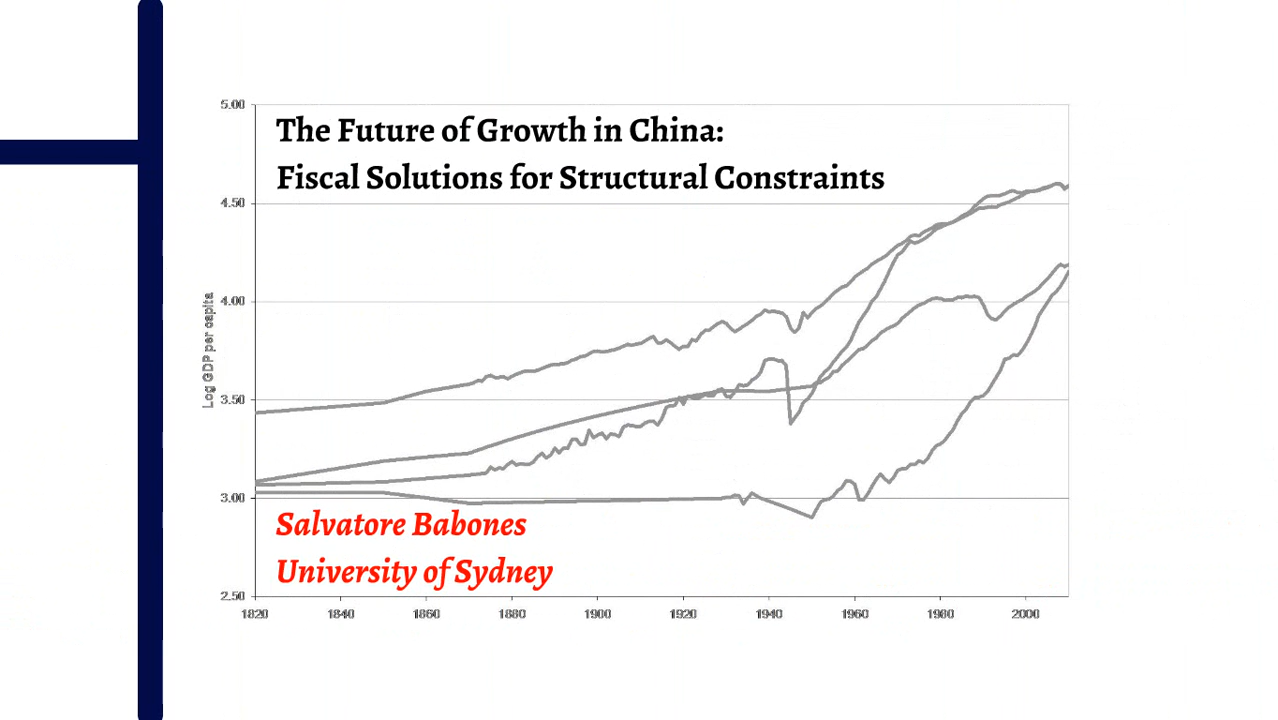 The Future of Growth in China:
Fiscal Solutions for Structural Constraints
5.00
4.50
4.00
3.50
3.00
2.50
Log GDP per capita
Salvatore Babones
University of Sydney
1820 1840 1860 1880 1900 1920 1940 1960 1980 2000